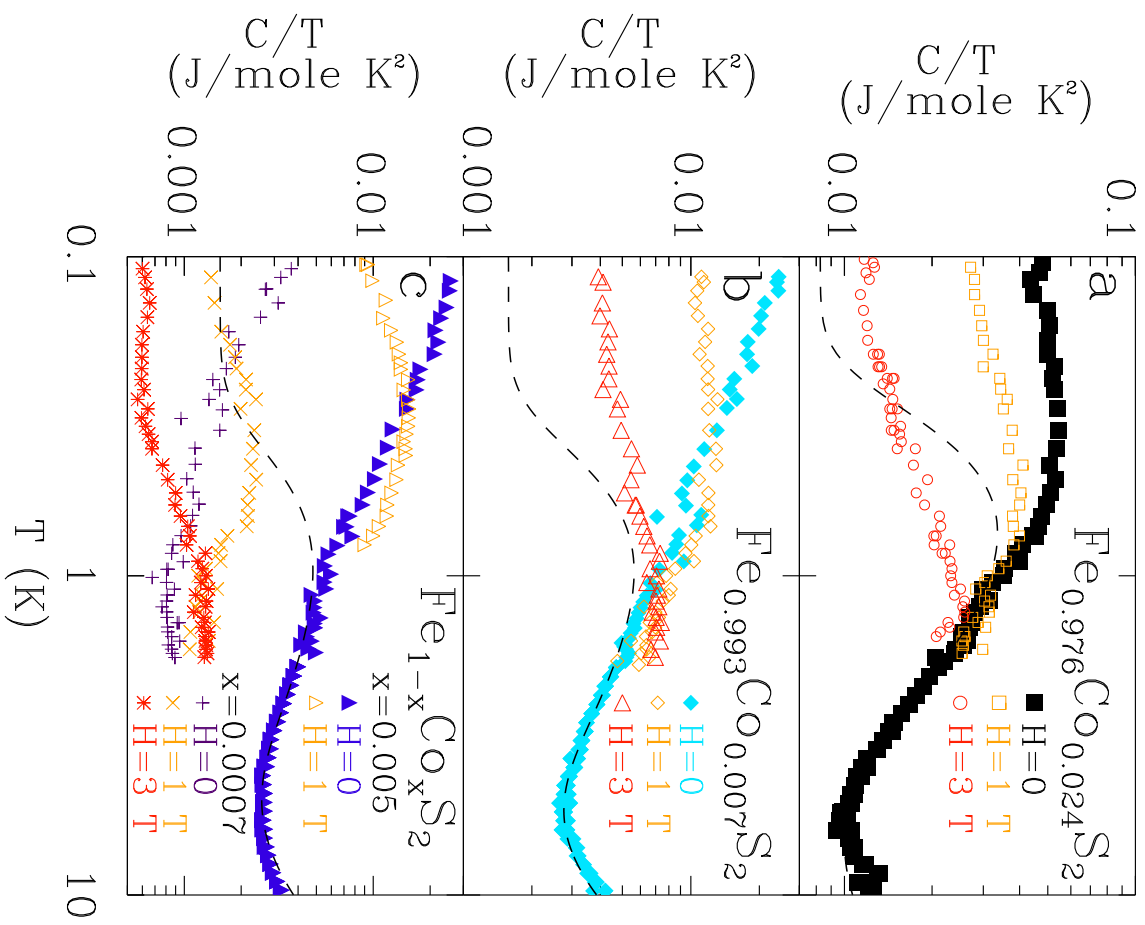 a
Fe0.976Co0.024S2
H=0
H=1 T
H=3
0.1
0.01
C/T
(J/mole K²)
b
Fe0.993Co0.007S2
H=0
H=1 T
H=3 T
0.01
0.001
C/T
(J/mole K²)
c
Fe1-xCoxS2
x=0.005
H=0
H=1 T
x=0.0007
H=0
H=1 T
H=3 T
0.01
0.001
C/T
(J/mole K²)
0.1
1
10
T (K)